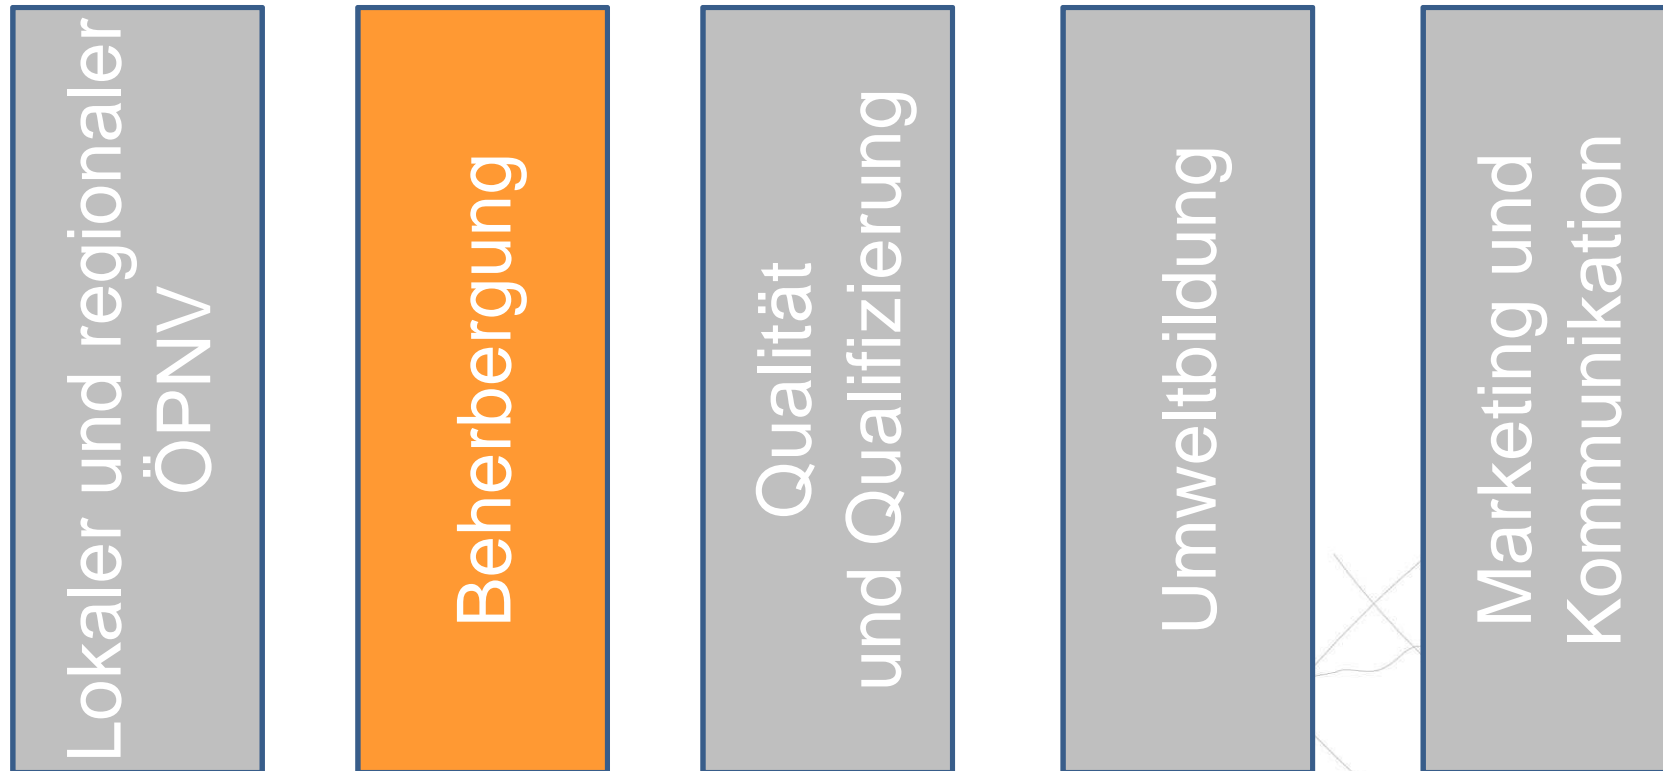 Lokaler und regionaler
ÖPNV
Beherbergung
Qualität
und Qualifizierung
Umweltbildung
Marketing und
Kommunikation